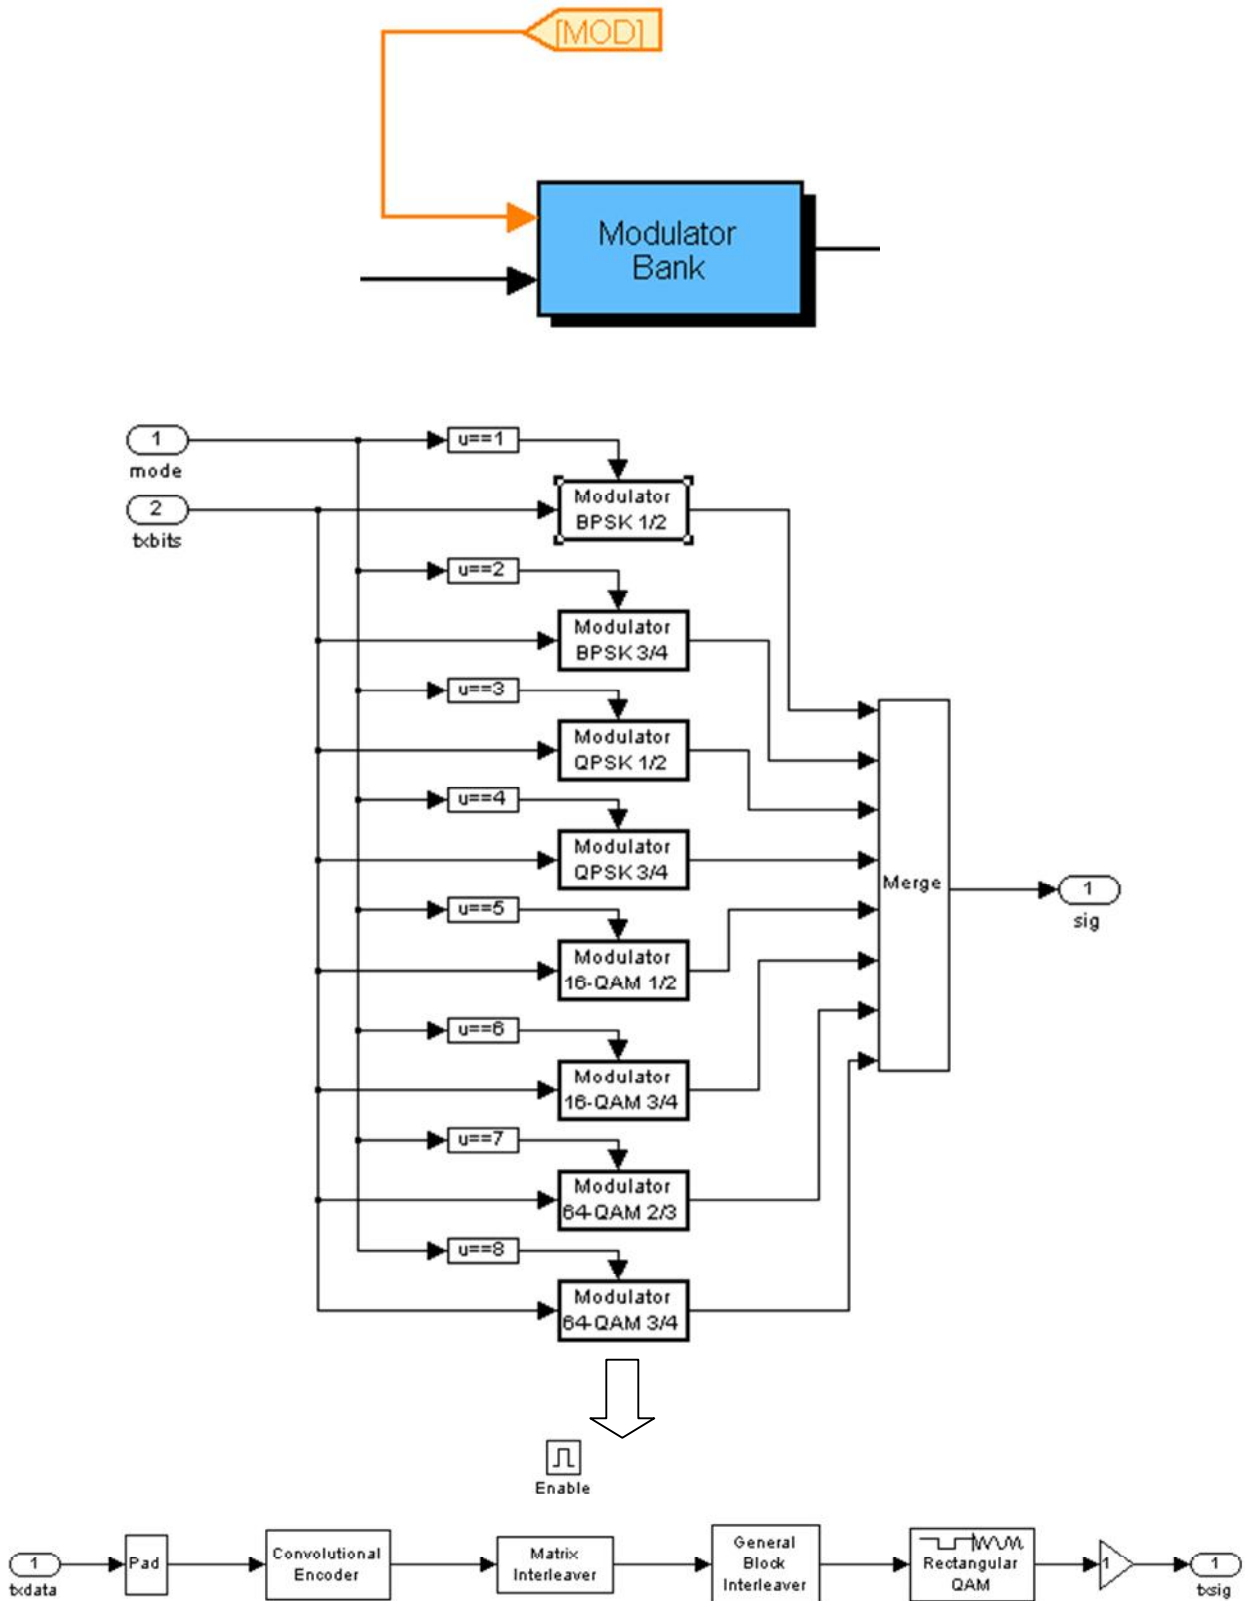 [MOD]
Modulator
Bank
1
mode
2
txbits
u==1
Modulator
BPSK 1/2
u==2
Modulator
BPSK 3/4
u==3
Modulator
QPSK 1/2
u==4
Modulator
QPSK 3/4
u==5
Modulator
16-QAM 1/2
u==6
Modulator
16-QAM 3/4
u==7
Modulator
64-QAM 2/3
u==8
Modulator
64-QAM 3/4
Merge
1
sig
Enable
1
txdata
Pad
Convolutional
Encoder
Matrix
Interleaver
General
Block
Interleaver
Rectangular
QAM
1
1
txsig